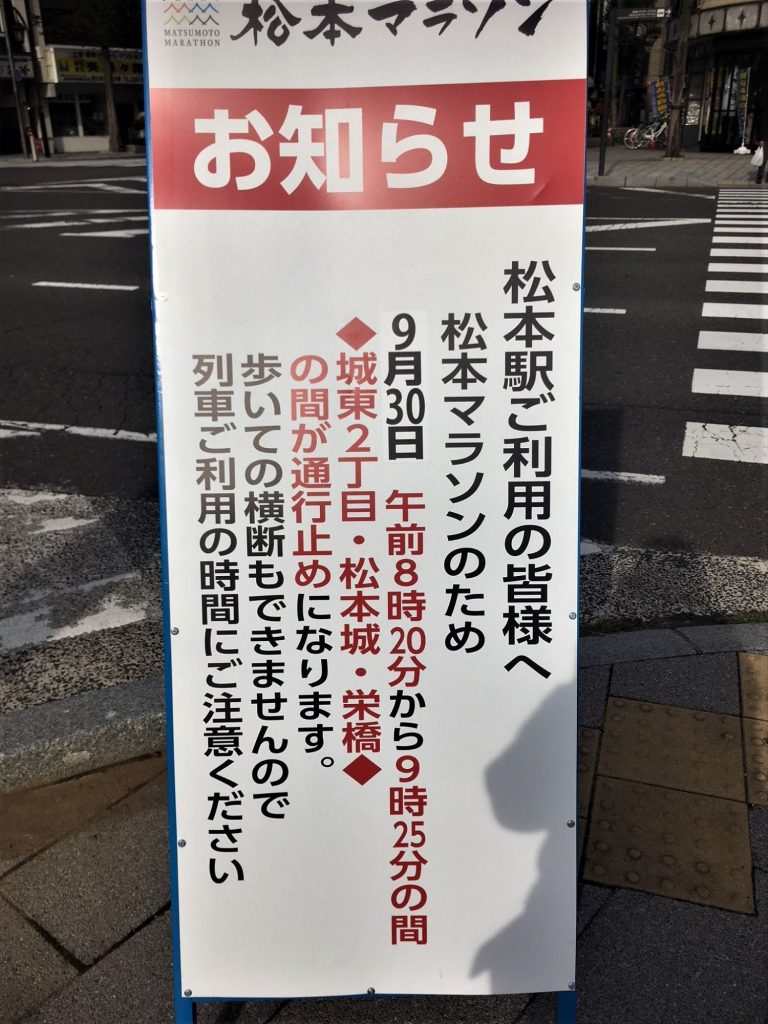 MATSUMOTO
MARATHON
松本マラソン
お知らせ
松本駅ご利用の皆様へ
松本マラソンのため
9月30日 午前8時20分から9時25分の間
◆城東2丁目・松本城・栄橋◆
の間が通行止めになります。
歩いての横断もできませんので
列車ご利用の時間にご注意ください